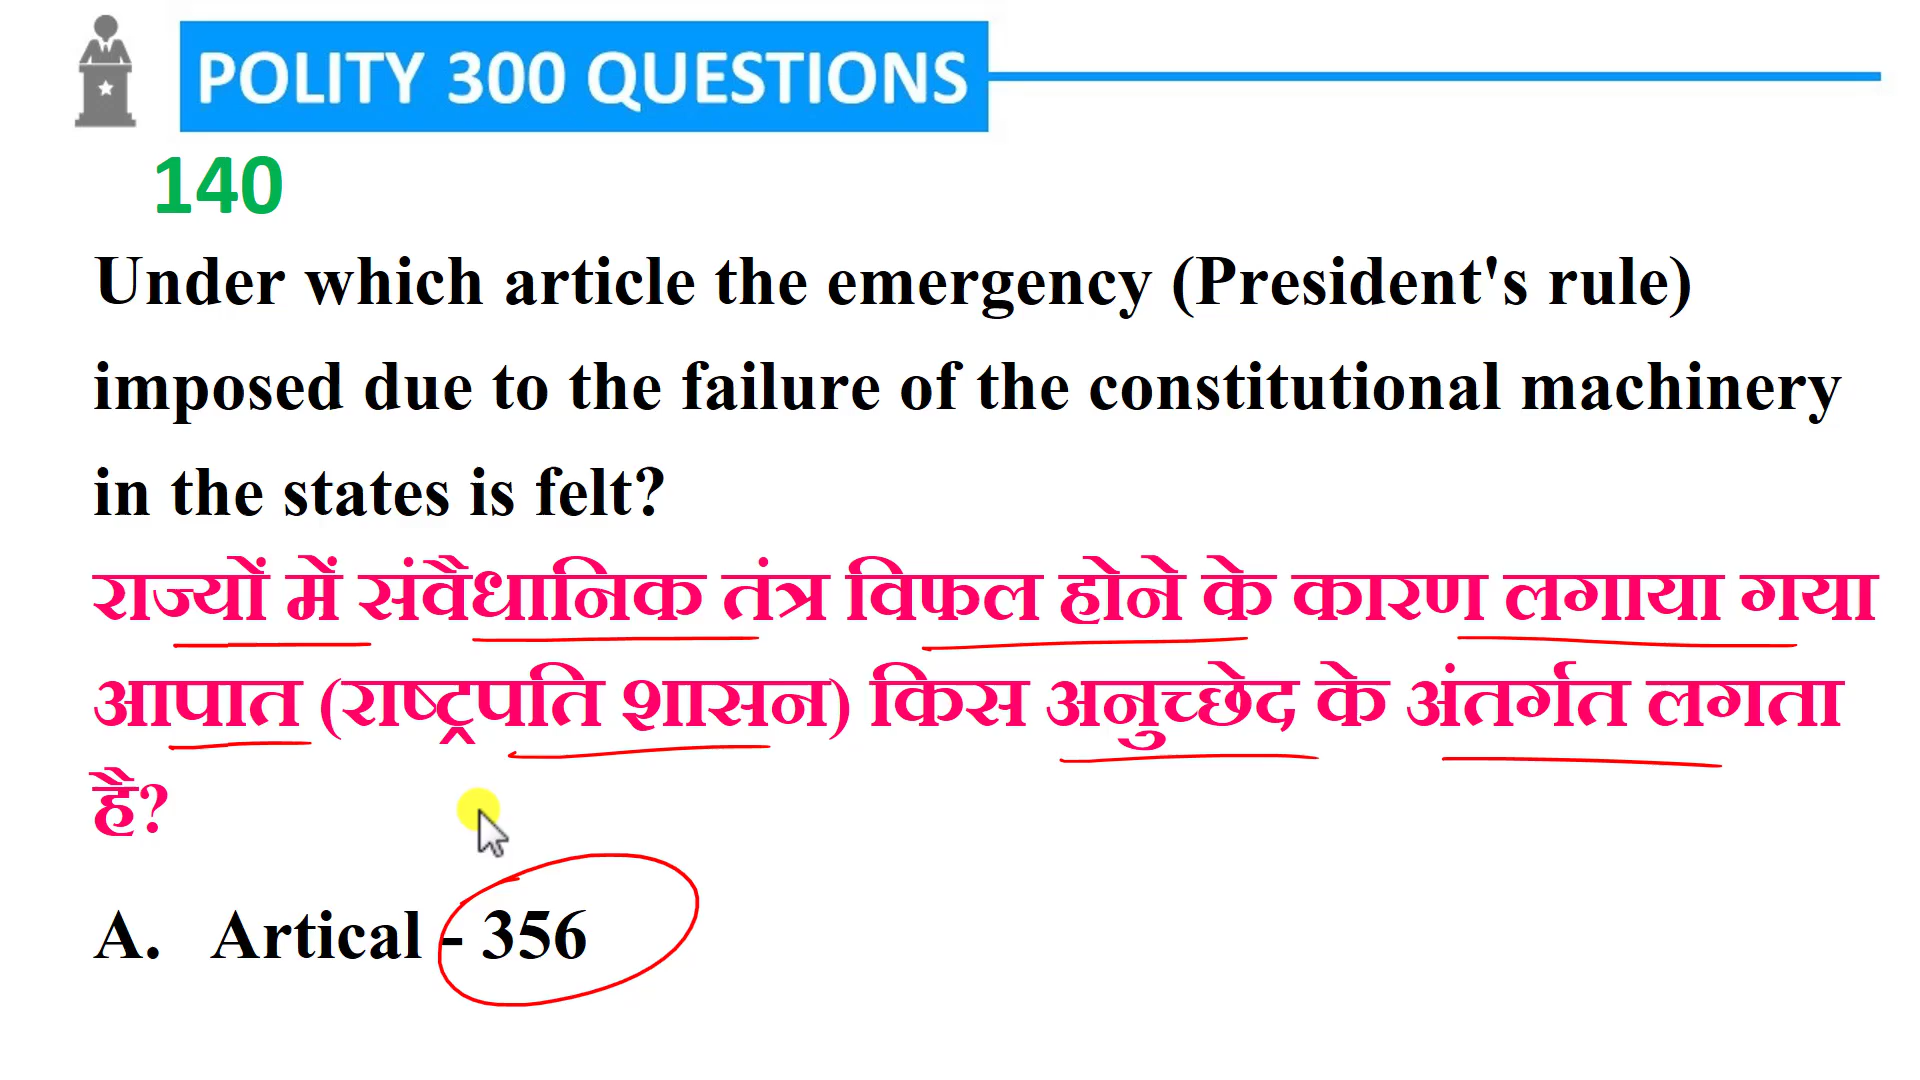 POLITY 300 QUESTIONS
140
Under which article the emergency (President's rule)
imposed due to the failure of the constitutional machinery
in the states is felt?
राज्यों में संवैधानिक तंत्र विफल होने के कारण लगाया गया
आपात (राष्ट्रपति शासन) किस अनुच्छेद के अंतर्गत लगता
है?
A. Artical - 356